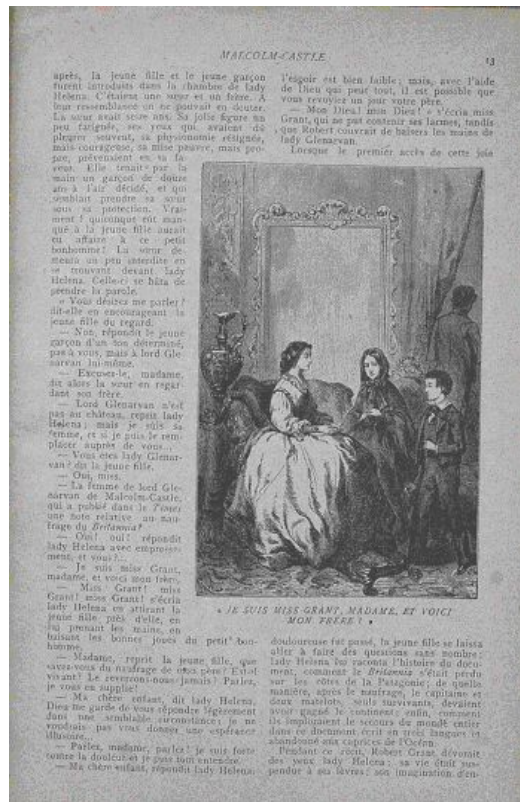 MALCOLM-CASTLE
13
après, la jeune fille et le jeune garçon
furent introduits dans la chambre de lady
Helena. C'étaient une sœur et un frère. A
leur ressemblance on ne pouvait en douter.
La sœur avait seize ans. Sa jolie figure un
peu fatiguée, ses yeux qui avaient dû
pleurer souvent, sa physionomie résignée,
mais courageuse, sa mise pauvre, mais pro-
pre, prévenaient en sa fa-
veur. Elle tenait par la
main un garçon de douze
ans à l'air décidé, et qui
semblait prendre sa sœur
sous sa protection. Vrai-
ment ! quiconque eût man-
qué à la jeune fille aurait
eu affaire à ce petit
bonhomme! La sœur de-
meura un peu interdite en
se trouvant devant lady
Helena. Celle-ci se hâta de
prendre la parole.
« Vous désirez me parler?
dit-elle en encourageant la
jeune fille du regard.
— Non, répondit le jeune
garçon d'un ton déterminé,
pas à vous, mais à lord Gle-
narvan lui-même.
— Excusez-le, madame,
dit alors la sœur en regar-
dant son frère.
— Lord Glenarvan n'est
pas au château, reprit lady
Helena; mais je suis sa
femme, et si je puis le rem-
placer auprès de vous...
— Vous êtes lady Glenar-
van? dit la jeune fille.
— Oui, miss.
— La femme de lord Gle-
narvan de Malcolm-Castle,
qui a publié dans le Times
une note relative au nau-
frage du Britannia?
— Oui! oui! répondit
lady Helena avec empresse-
ment, et vous?...
— Je suis miss Grant,
madame, et voici mon frère.
— Miss Grant! miss
Grant! s'écria
lady Helena en attirant la
jeune fille près d'elle, en
lui prenant les mains, en
baisant les bonnes joues du petit bon-
homme.
— Madame, reprit la jeune fille, que
savez-vous du naufrage de mon père? Est-il
vivant? Le reverrons-nous jamais? Parlez,
je vous en supplie!
— Ma chère enfant, dit lady Helena,
Dieu me garde de vous répondre légèrement
dans une semblable circonstance; je ne
voudrais pas vous donner une espérance
illusoire...
— Parlez, madame, parlez! je suis forte
contre la douleur et je puis tout entendre.
— Ma chère enfant, répondit lady Helena,
l'espoir est bien faible; mais, avec l'aide
de Dieu qui peut tout, il est possible que
vous revoyiez un jour votre père.
— Mon Dieu! mon Dieu! » s'écria miss
Grant, qui ne put contenir ses larmes, tandis
que Robert couvrait de baisers les mains de
lady Glenarvan.
Lorsque le premier accès de cette joie
« JE SUIS MISS GRANT, MADAME, ET VOICI
MON FRÈRE ! »
douloureuse fut passé, la jeune fille se laissa
aller à faire des questions sans nombre;
lady Helena lui raconta l'histoire du docu-
ment, comment le Britannia s'était perdu
sur les côtes de la Patagonie; de quelle
manière, après le naufrage, le capitaine et
deux matelots, seuls survivants, devaient
avoir gagné le continent; enfin, comment
ils imploraient le secours du monde entier
dans ce document écrit en trois langues et
abandonné aux caprices de l'Océan.
Pendant ce récit, Robert Grant dévorait
des yeux lady Helena; sa vie était sus-
pendue à ses lèvres; son imagination d'en-